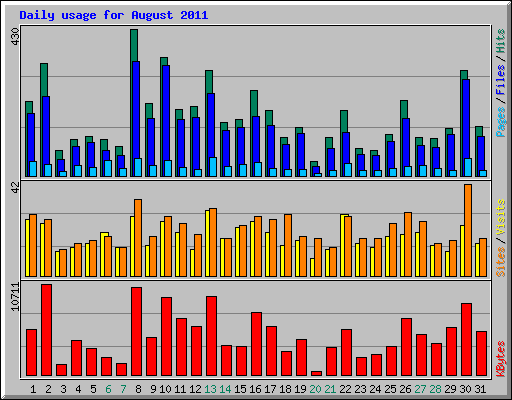 Daily usage for August 2011
430
Pages / Files / Hits
42
Sites / Visits
10711
KBytes
1 2 3 4 5 6 7 8 9 10 11 12 13 14 15 16 17 18 19 20 21 22 23 24 25 26 27 28 29 30 31